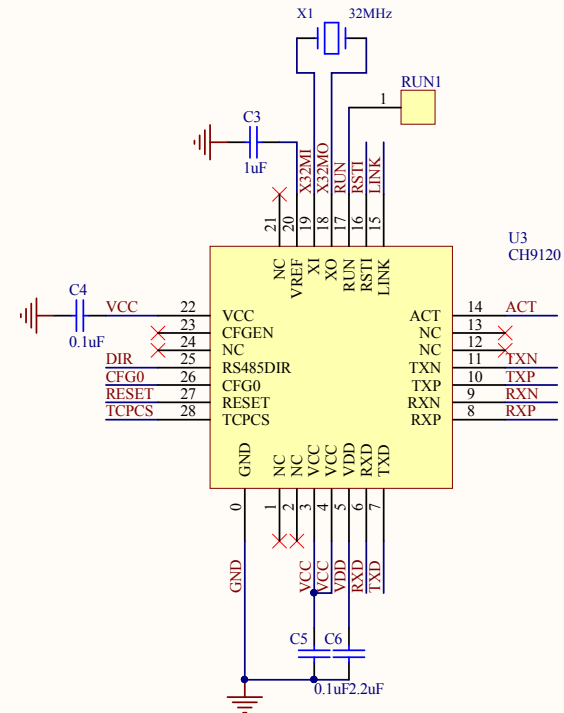 X1 32MHz
RUN1
1
C3
1uF
X32MI
X32MO
RUN
RSTI
LINK
21
20
19
18
17
16
15
U3
CH9120
NC
VREF
XI
XO
RUN
RSTI
LINK
C4
VCC 22 VCC
0.1uF
23 CFGEN
24 NC
DIR 25 RS485DIR
CFG0 26 CFG0
RESET 27 RESET
TCPCS 28 TCPCS
ACT 14 ACT
NC 13
NC 12
TXN 11 TXN
TXP 10 TXP
RXN 9 RXN
RXP 8 RXP
GND
NC
NC
VCC
VCC
VDD
RXD
TXD
0
1
2
3
4
5
6
7
GND
VCC
VCC
VDD
RXD
TXD
C5 C6
0.1uF2.2uF